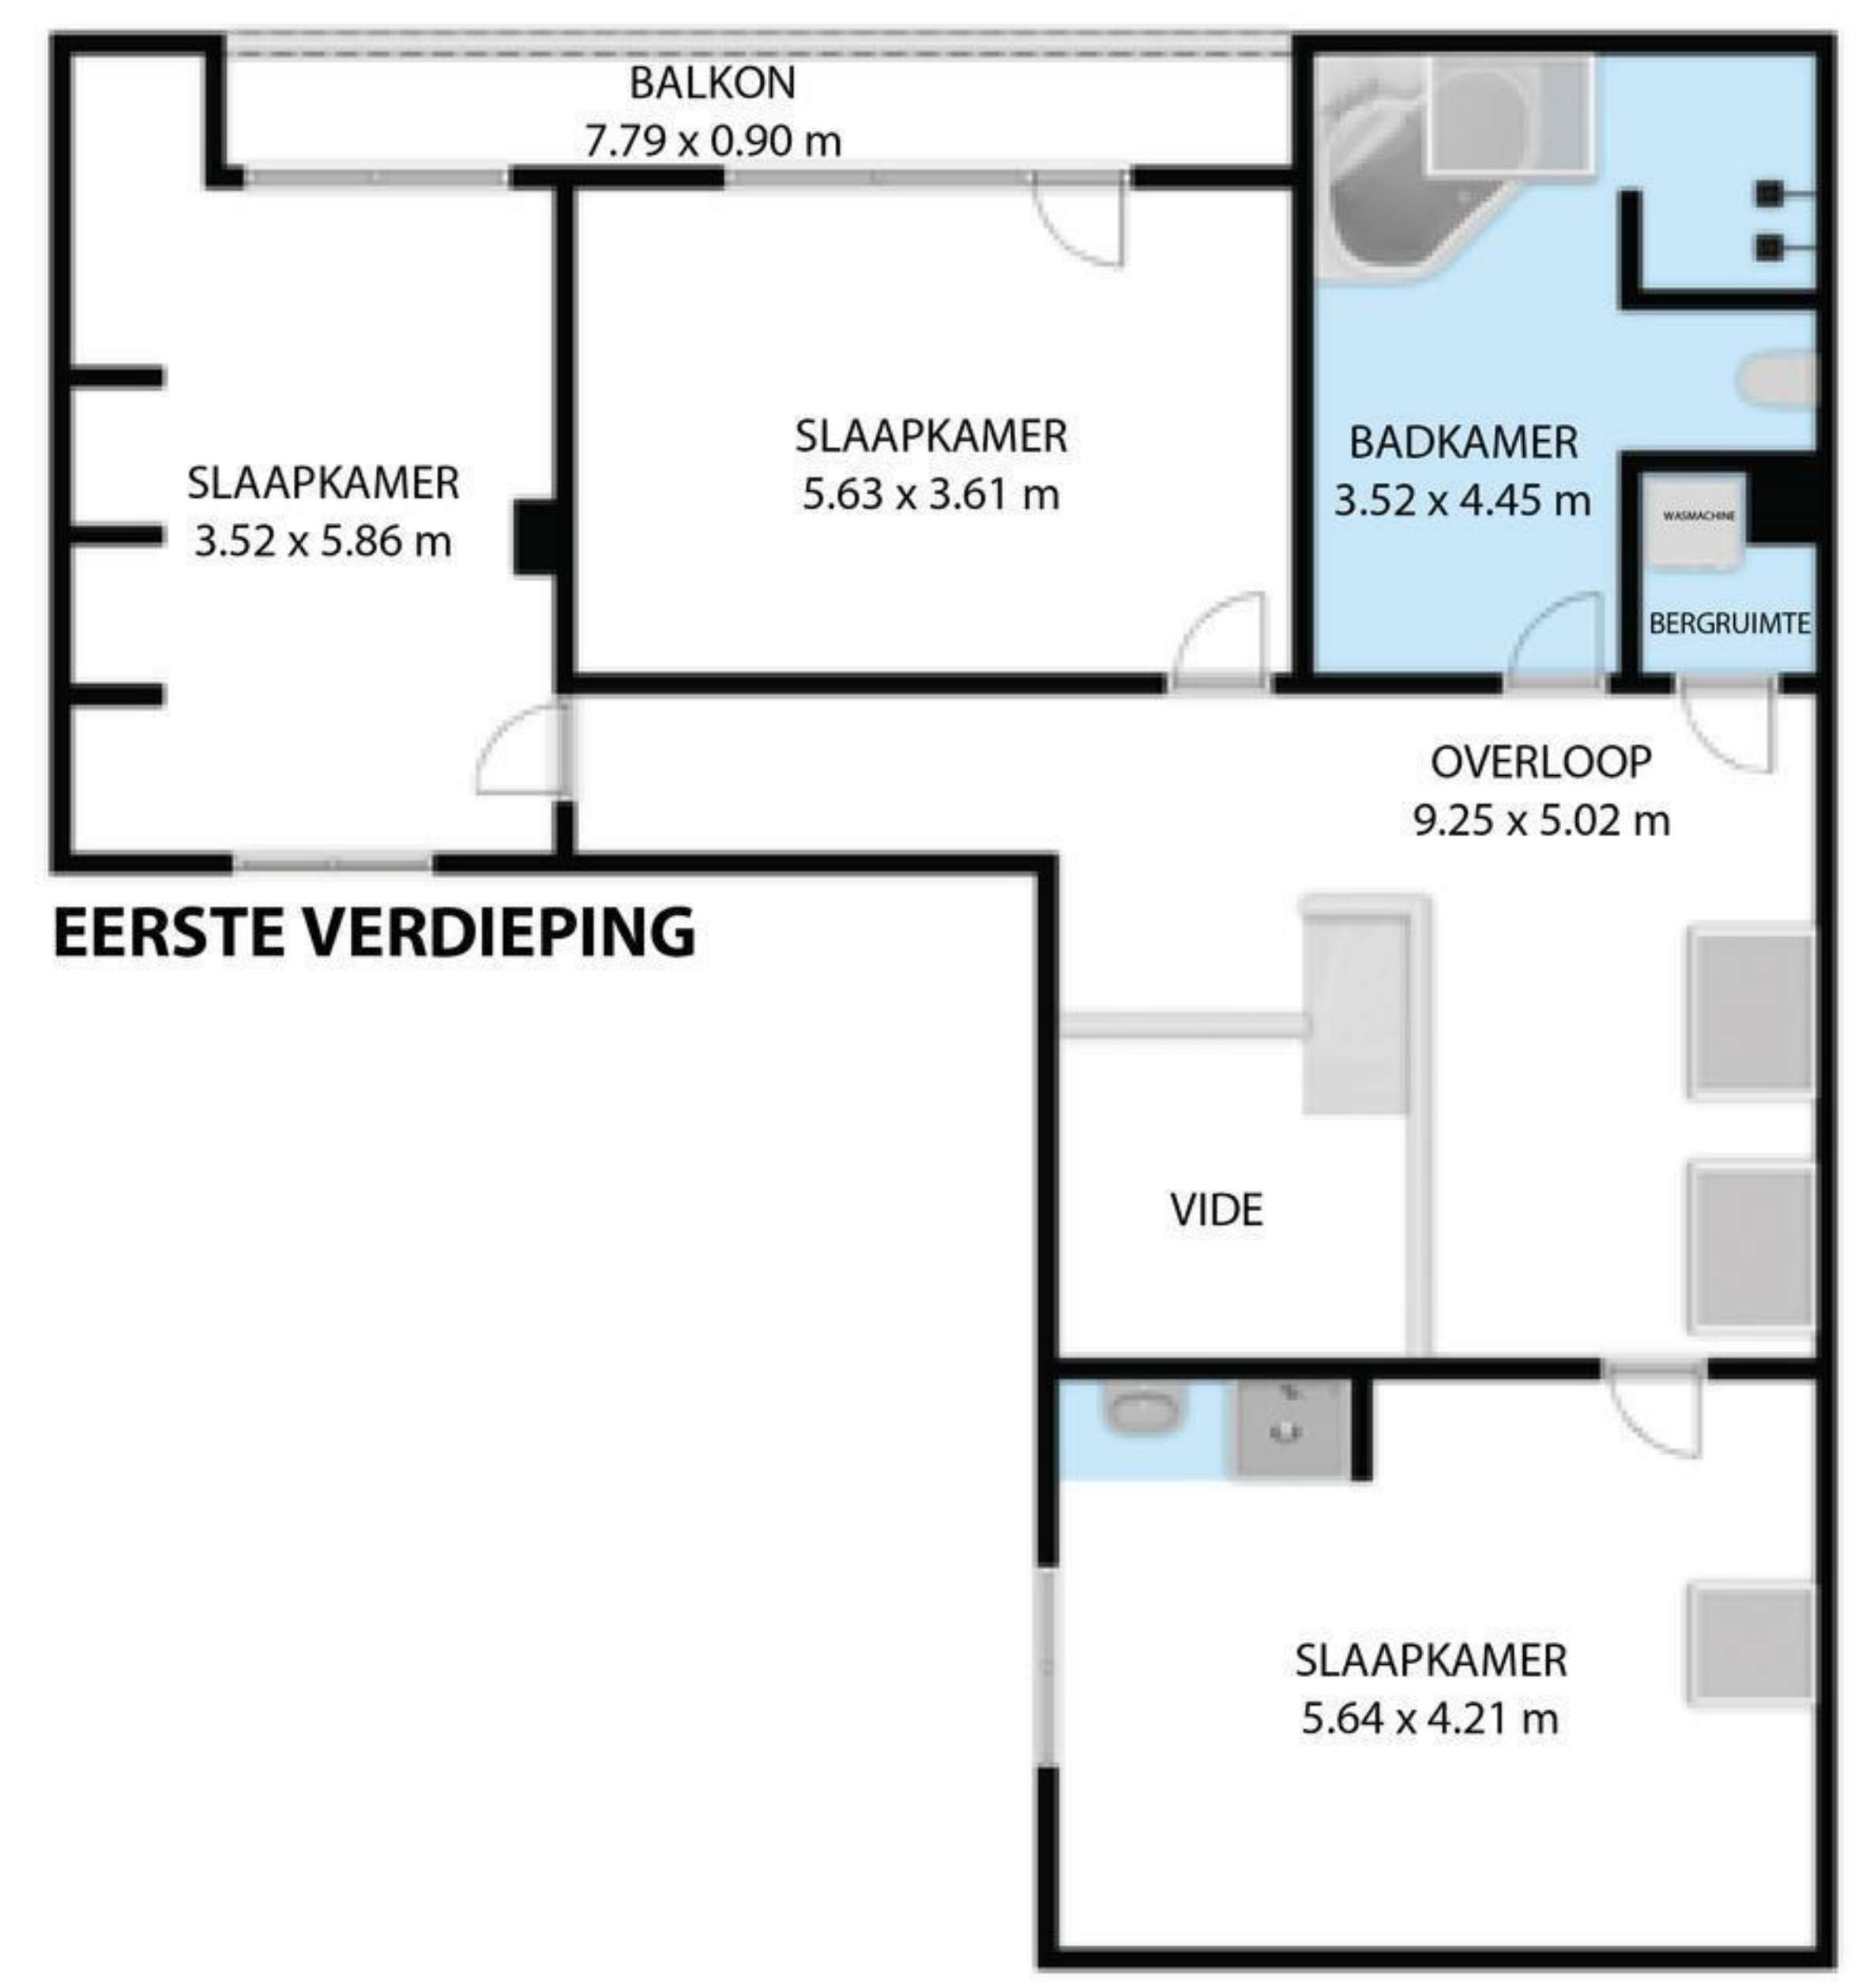 BALKON
7.79 x 0.90 m
SLAAPKAMER
3.52 x 5.86 m
SLAAPKAMER
5.63 x 3.61 m
BADKAMER
3.52 x 4.45 m
WASMACHINE
BERGRUIMTE
OVERLOOP
9.25 x 5.02 m
EERSTE VERDIEPING
VIDE
SLAAPKAMER
5.64 x 4.21 m